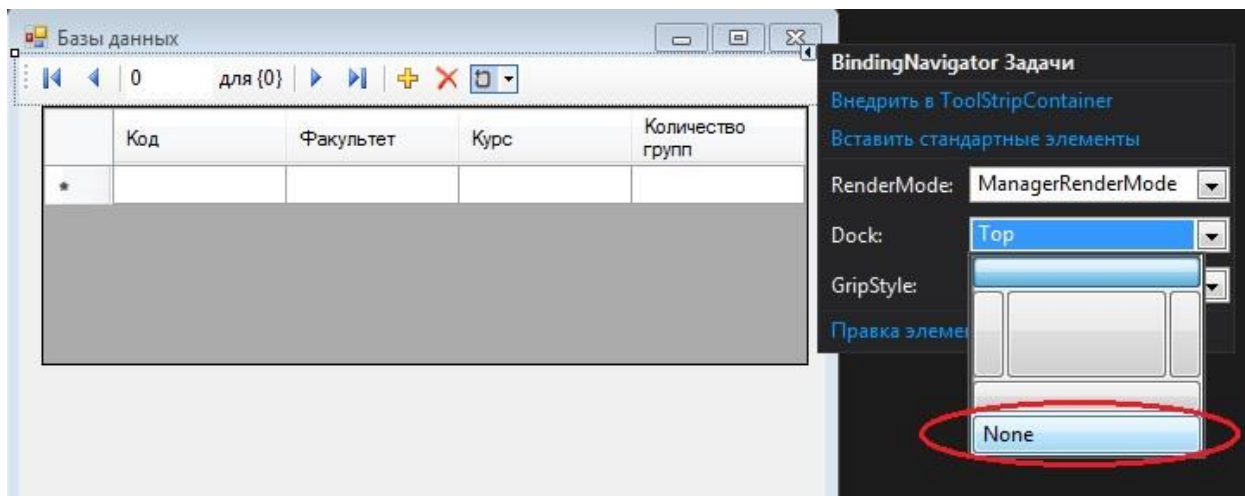 Базы данных
0 для {0}
Код Факультет Курс Количество групп
*
BindingNavigator Задачи
Внедрить в ToolStripContainer
Вставить стандартные элементы
RenderMode: ManagerRenderMode
Dock: Top
GripStyle:
Правка элемен
None